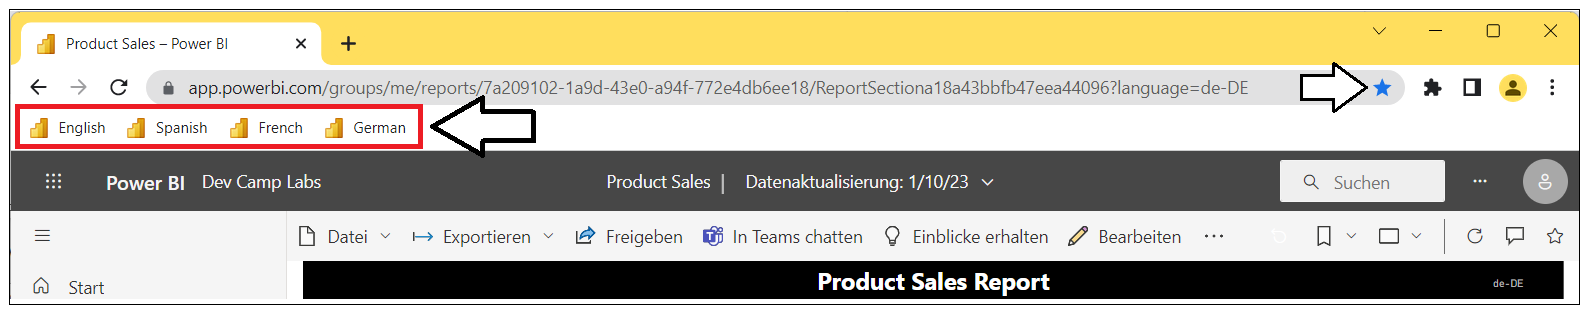 Product Sales – Power BI
app.powerbi.com/groups/me/reports/7a209102-1a9d-43e0-a94f-772e4db6ee18/ReportSectiona18a43bbfb47eea44096?language=de-DE
English Spanish French German
Power BI Dev Camp Labs Product Sales | Datenaktualisierung: 1/10/23 Suchen
Datei Exportieren Freigeben In Teams chatten Einblicke erhalten Bearbeiten
Start Product Sales Report de-DE